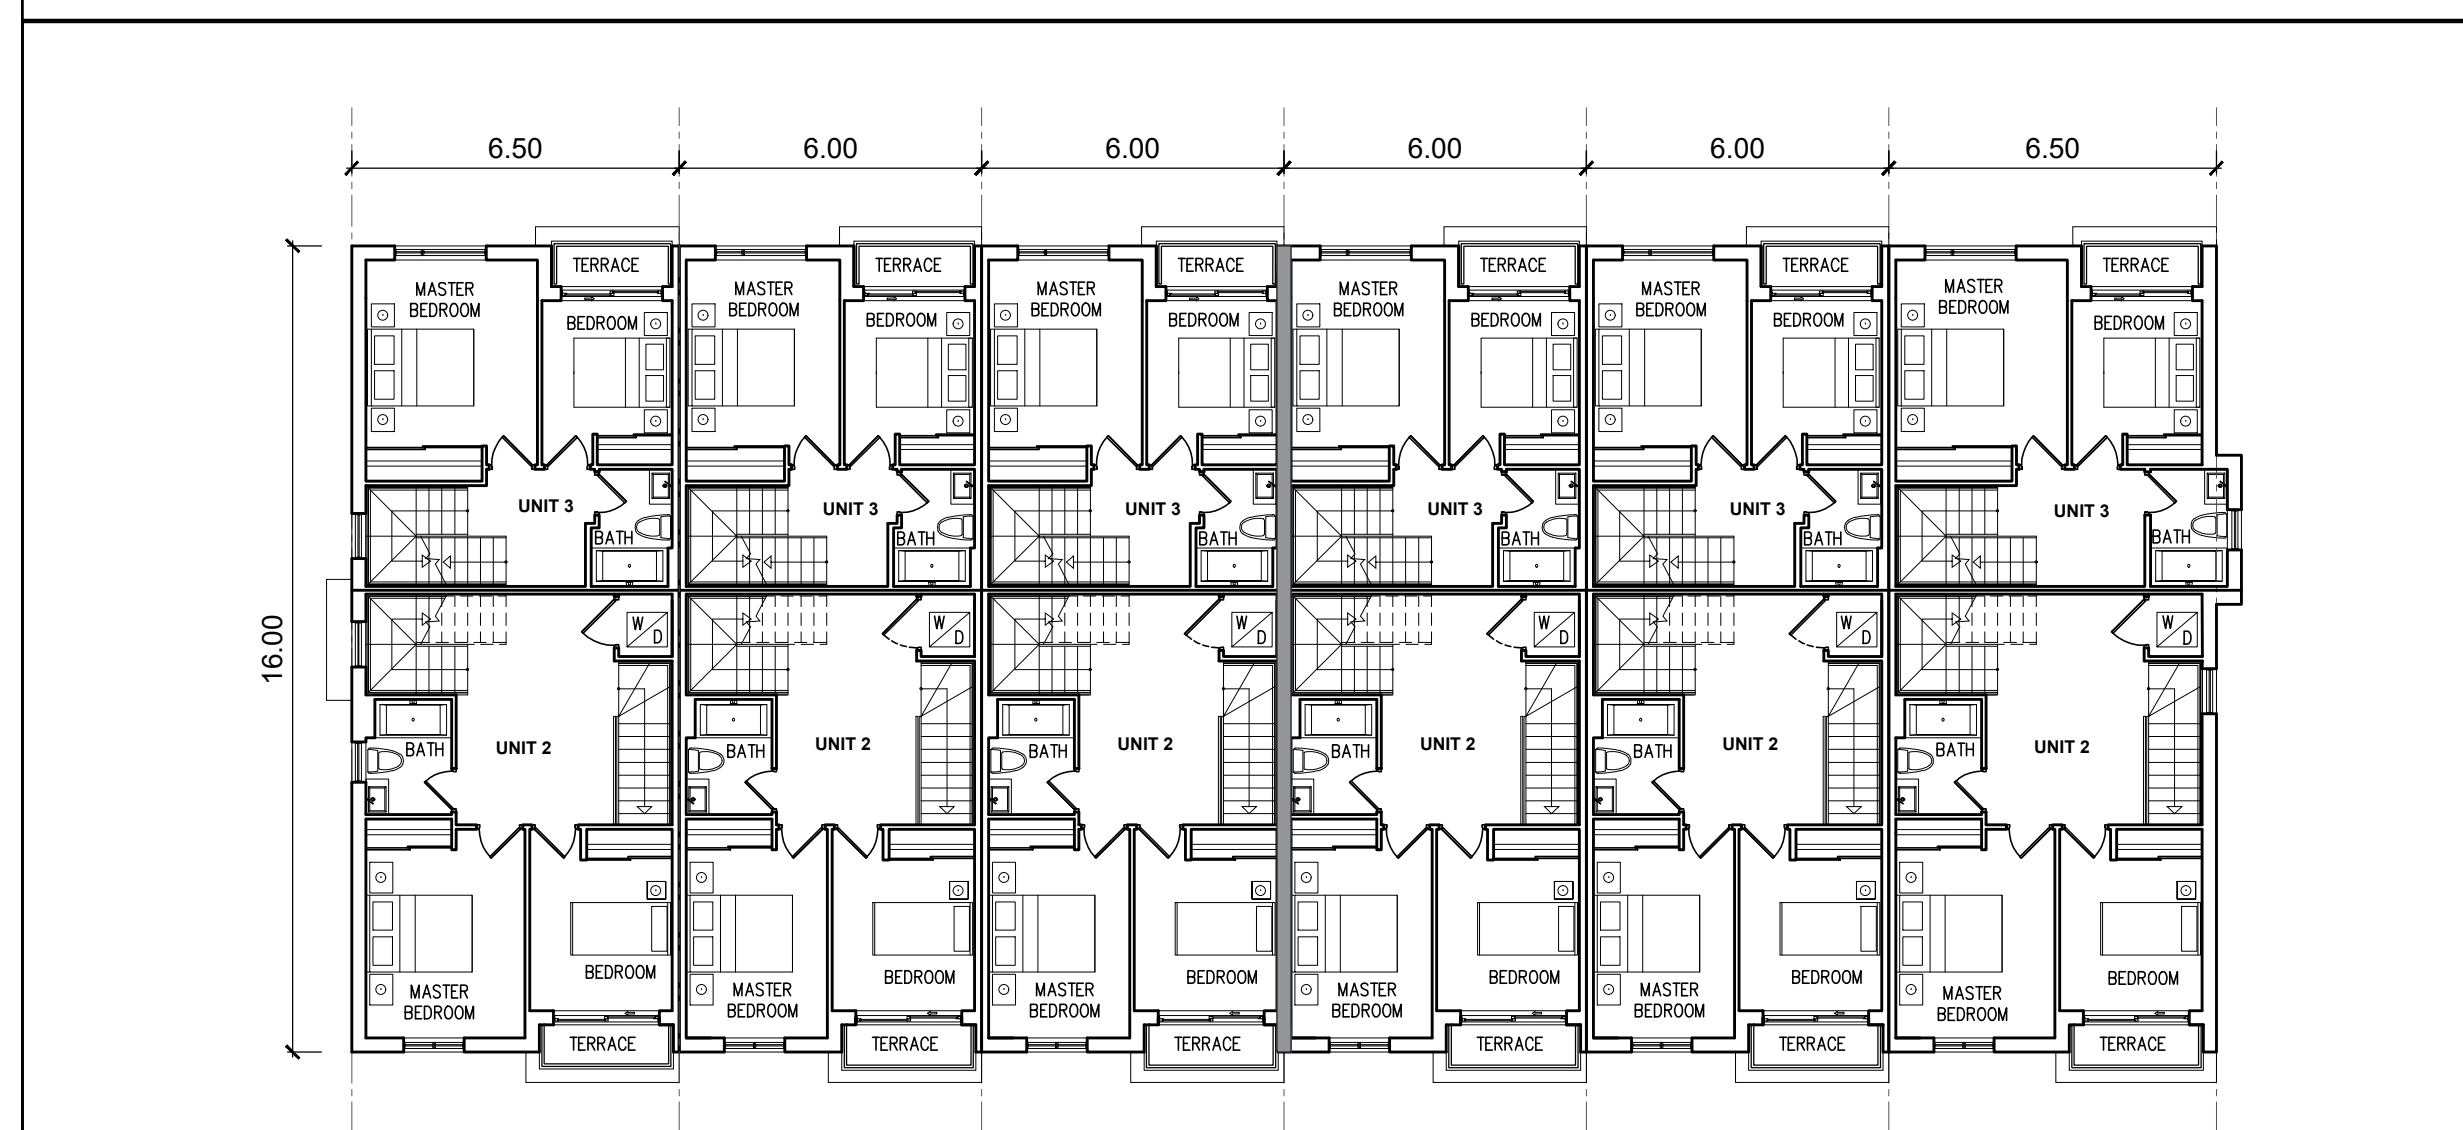 6.50
6.00
6.00
6.00
6.00
6.50
16.00
TERRACE
TERRACE
TERRACE
TERRACE
TERRACE
TERRACE
MASTER
BEDROOM
BEDROOM
MASTER
BEDROOM
BEDROOM
MASTER
BEDROOM
BEDROOM
MASTER
BEDROOM
BEDROOM
MASTER
BEDROOM
BEDROOM
MASTER
BEDROOM
BEDROOM
UNIT 3
BATH
UNIT 3
BATH
UNIT 3
BATH
UNIT 3
BATH
UNIT 3
BATH
UNIT 3
BATH
W
D
W
D
W
D
W
D
W
D
W
D
BATH
UNIT 2
BATH
UNIT 2
BATH
UNIT 2
BATH
UNIT 2
BATH
UNIT 2
BATH
UNIT 2
MASTER
BEDROOM
BEDROOM
MASTER
BEDROOM
BEDROOM
MASTER
BEDROOM
BEDROOM
MASTER
BEDROOM
BEDROOM
MASTER
BEDROOM
BEDROOM
MASTER
BEDROOM
BEDROOM
TERRACE
TERRACE
TERRACE
TERRACE
TERRACE
TERRACE